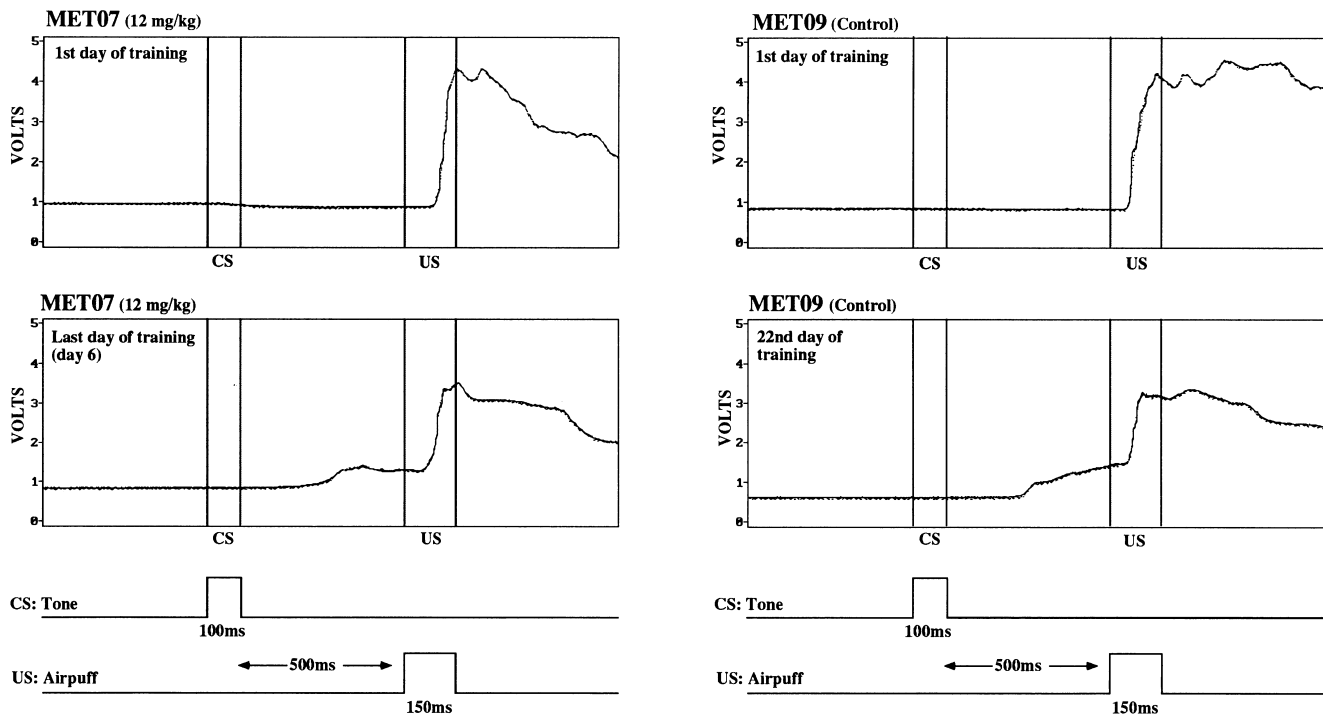 MET07 (12 mg/kg)
5
4
3
2
1
0
VOLTS
1st day of training
CS
US
MET09 (Control)
5
4
3
2
1
0
VOLTS
1st day of training
CS
US
MET07 (12 mg/kg)
5
4
3
2
1
0
VOLTS
Last day of training
(day 6)
CS
US
MET09 (Control)
5
4
3
2
1
0
VOLTS
22nd day of
training
CS
US
CS: Tone
100ms
500ms
US: Airpuff
150ms
CS: Tone
100ms
500ms
US: Airpuff
150ms